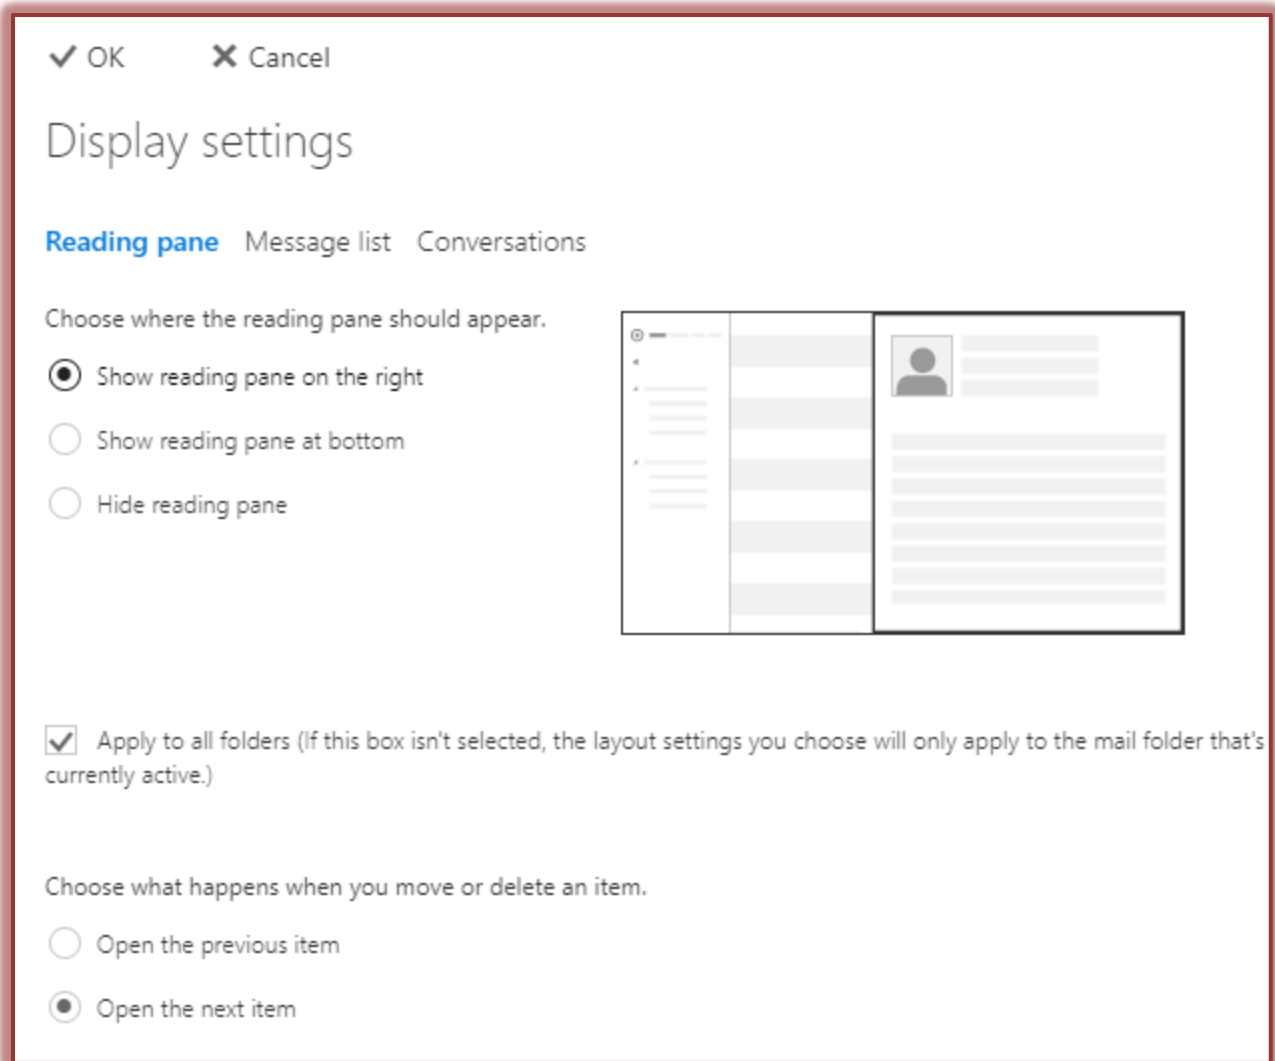 OK Cancel
Display settings
Reading pane Message list Conversations
Choose where the reading pane should appear.
Show reading pane on the right
Show reading pane at bottom
Hide reading pane
Apply to all folders (If this box isn't selected, the layout settings you choose will only apply to the mail folder that's
currently active.)
Choose what happens when you move or delete an item.
Open the previous item
Open the next item